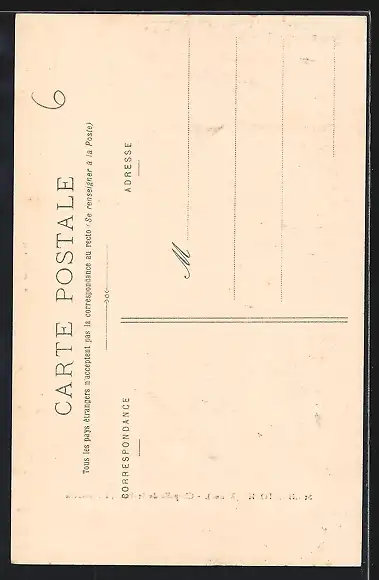 6
CARTE POSTALE
Tous les pays étrangers n'acceptent pas la correspondance au recto (Se renseigner à la Poste)
CORRESPONDANCE
ADRESSE
M